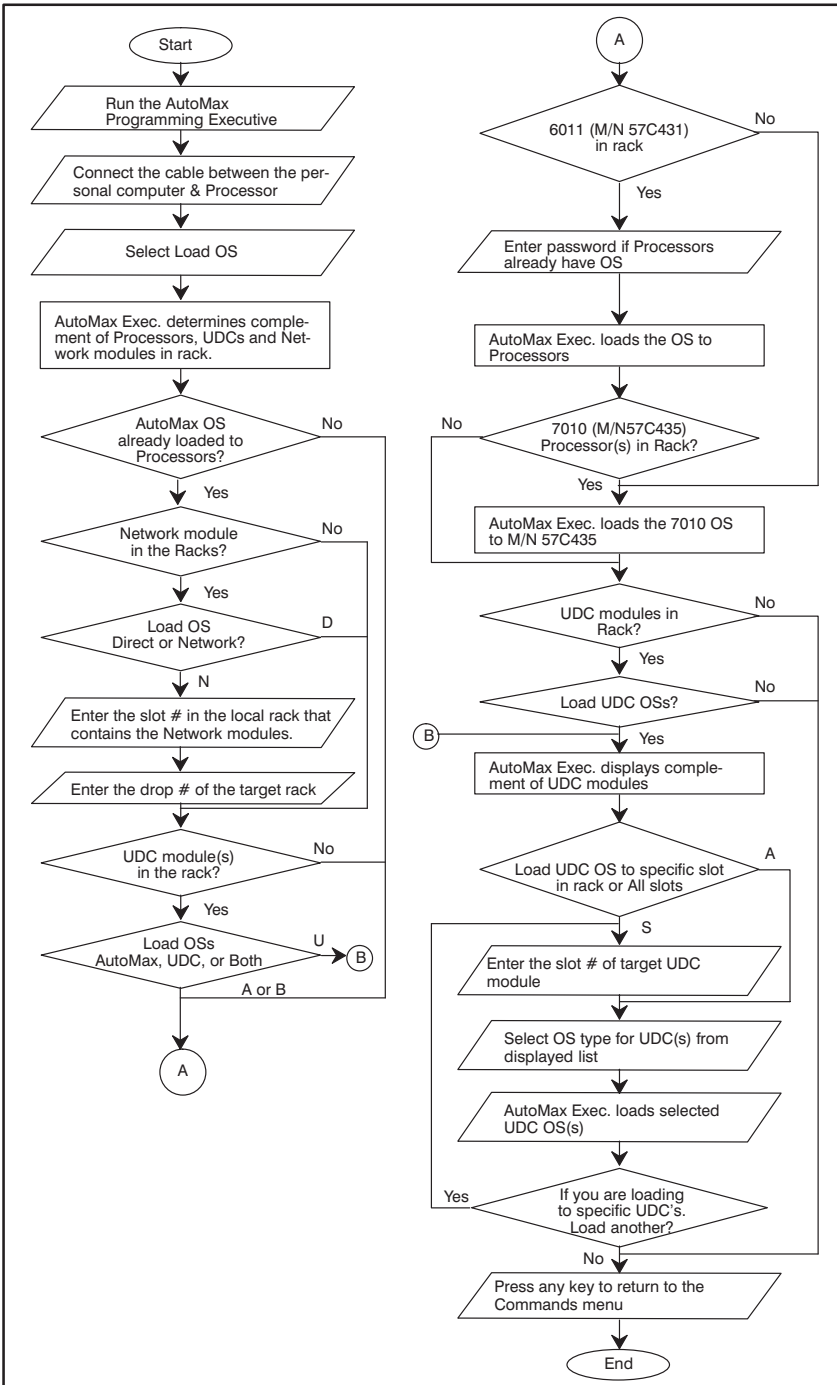 Start
Run the AutoMax
Programming Executive
Connect the cable between the per-
sonal computer & Processor
Select Load OS
AutoMax Exec. determines comple-
ment of Processors, UDCs and Net-
work modules in rack.
AutoMax OS
already loaded to
Processors?
No
Yes
Network module
in the Racks?
No
Yes
Load OS
Direct or Network?
D
N
Enter the slot # in the local rack that
contains the Network modules.
Enter the drop # of the target rack
UDC module(s)
in the rack?
No
Yes
Load OSs
AutoMax, UDC, or Both
U
B
A or B
A
A
6011 (M/N 57C431)
in rack
No
Yes
Enter password if Processors
already have OS
AutoMax Exec. loads the OS to
Processors
7010 (M/N57C435)
Processor(s) in Rack?
No
Yes
AutoMax Exec. loads the 7010 OS
to M/N 57C435
UDC modules in
Rack?
No
Yes
Load UDC OSs?
No
B
Yes
AutoMax Exec. displays comple-
ment of UDC modules
Load UDC OS to specific slot
in rack or All slots
A
S
Enter the slot # of target UDC
module
Select OS type for UDC(s) from
displayed list
AutoMax Exec. loads selected
UDC OS(s)
If you are loading
to specific UDC's.
Load another?
Yes
No
Press any key to return to the
Commands menu
End